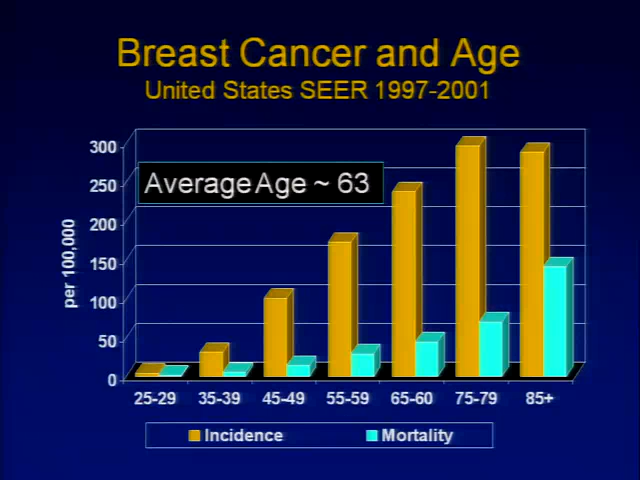 Breast Cancer and Age
United States SEER 1997-2001
Average Age ~ 63
per 100,000
300
250
200
150
100
50
0
25-29 35-39 45-49 55-59 65-60 75-79 85+
Incidence Mortality